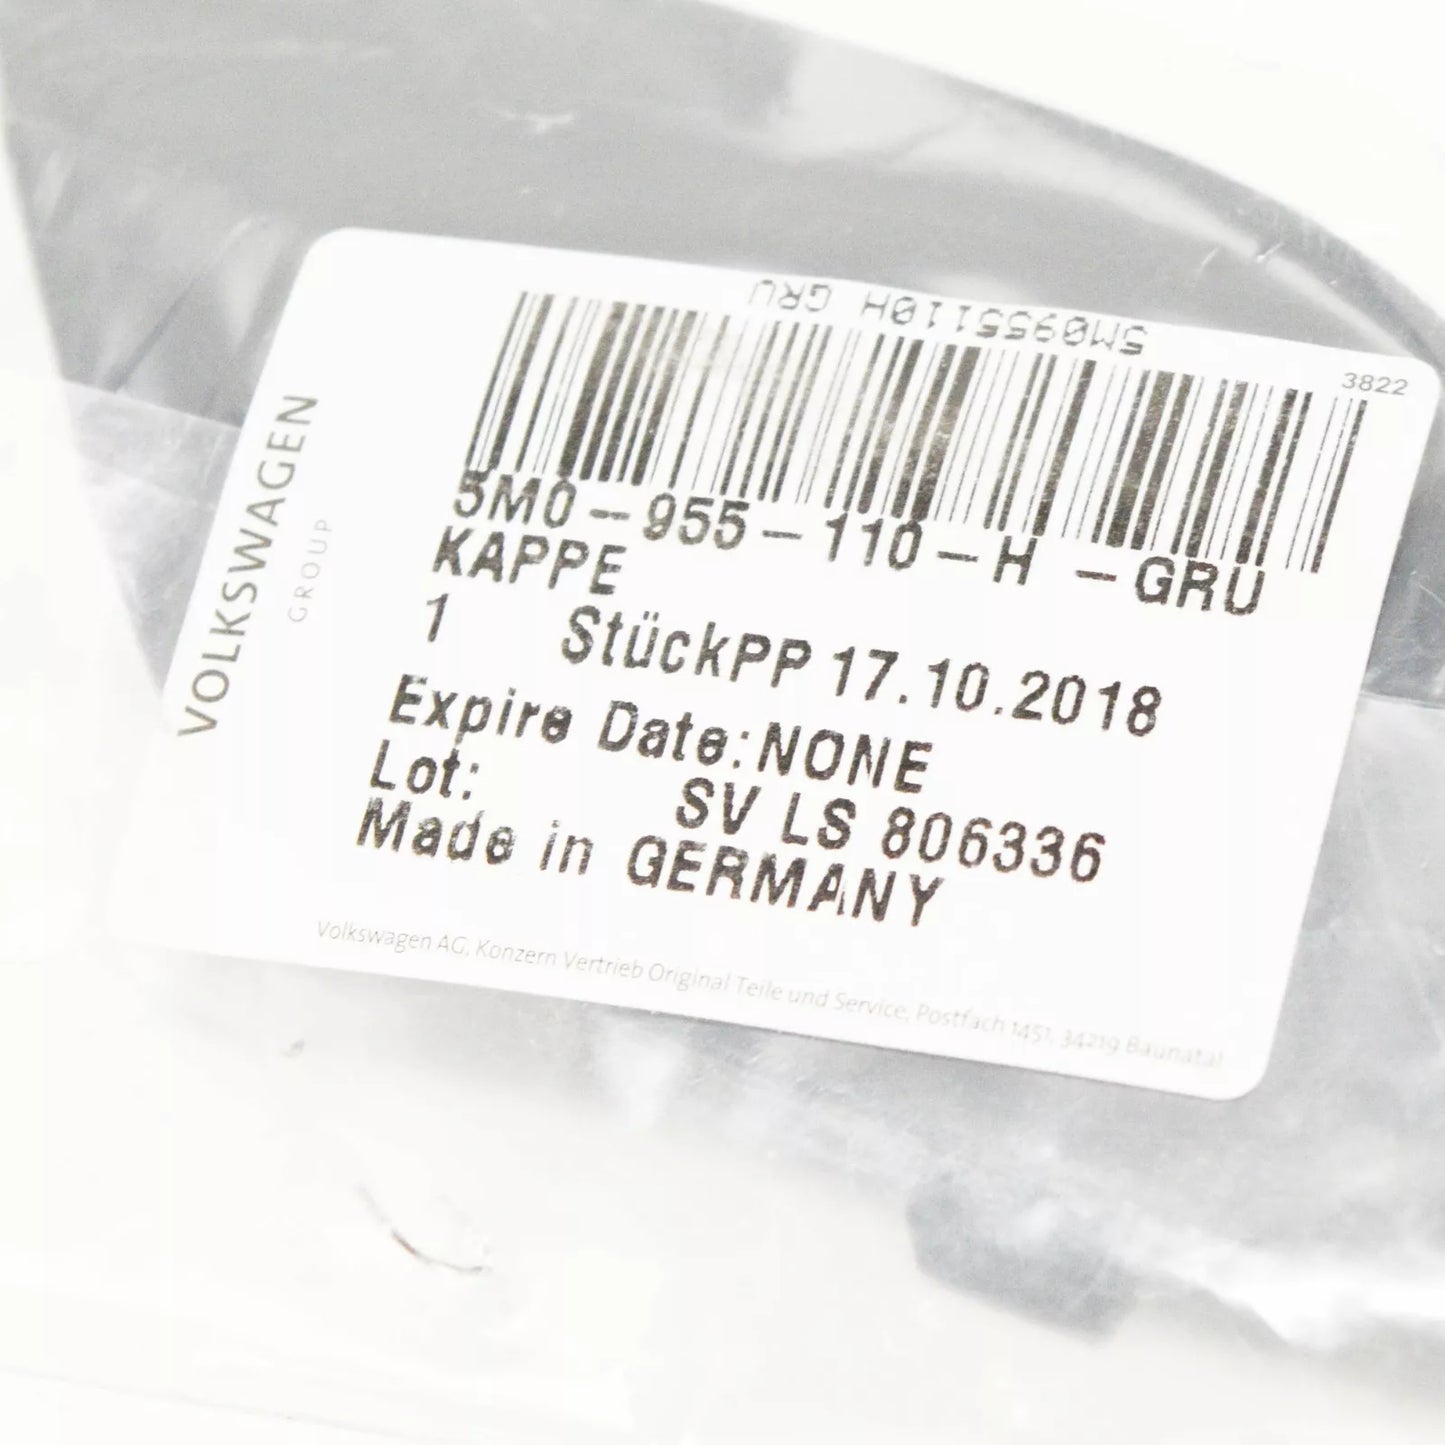 5M0955110H GRU
3822
VOLKSWAGEN
GROUP
5M0-955-110-H -GRU
KAPPE
1 StückPP 17.10.2018
Expire Date:NONE
Lot: SV LS 806336
Made in GERMANY
Volkswagen AG, Konzern Vertrieb Original Teile und Service, Postfach 1451, 34219 Baunatal